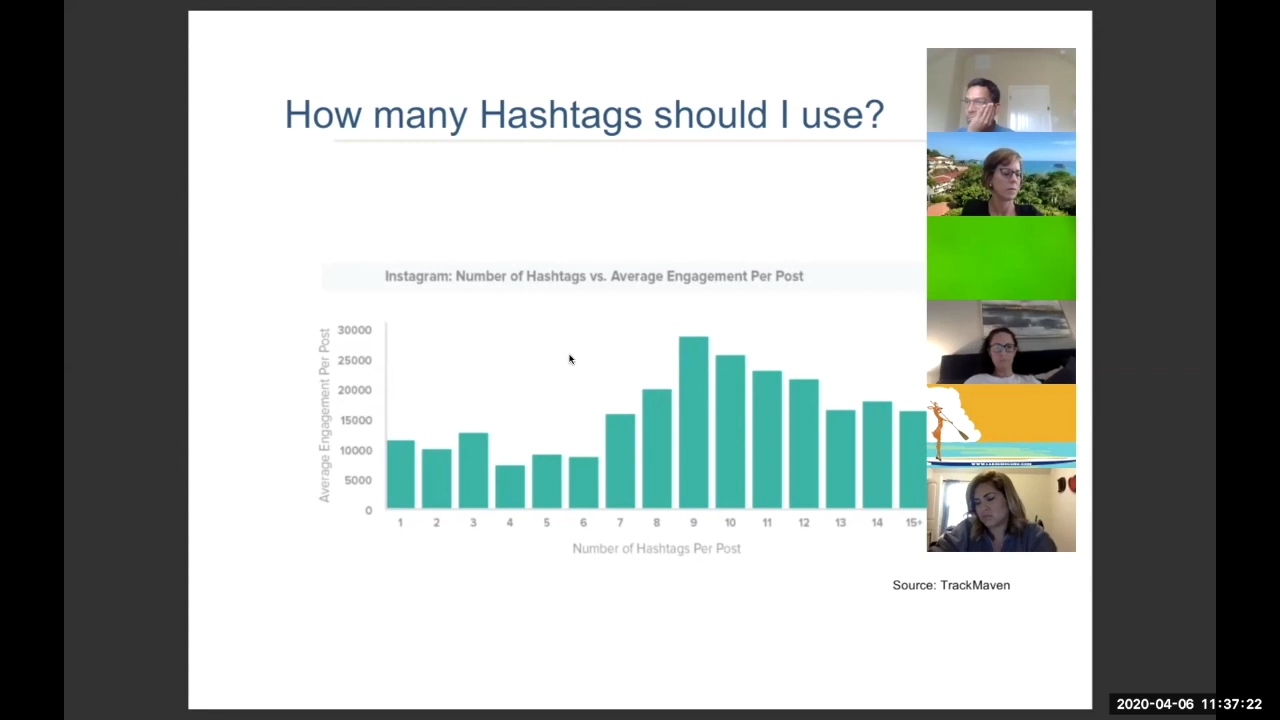 How many Hashtags should I use?
Instagram: Number of Hashtags vs. Average Engagement Per Post
Average Engagement Per Post
30000
25000
20000
15000
10000
5000
0
1 2 3 4 5 6 7 8 9 10 11 12 13 14 15+
Number of Hashtags Per Post
Source: TrackMaven
2020-04-06 11:37:22